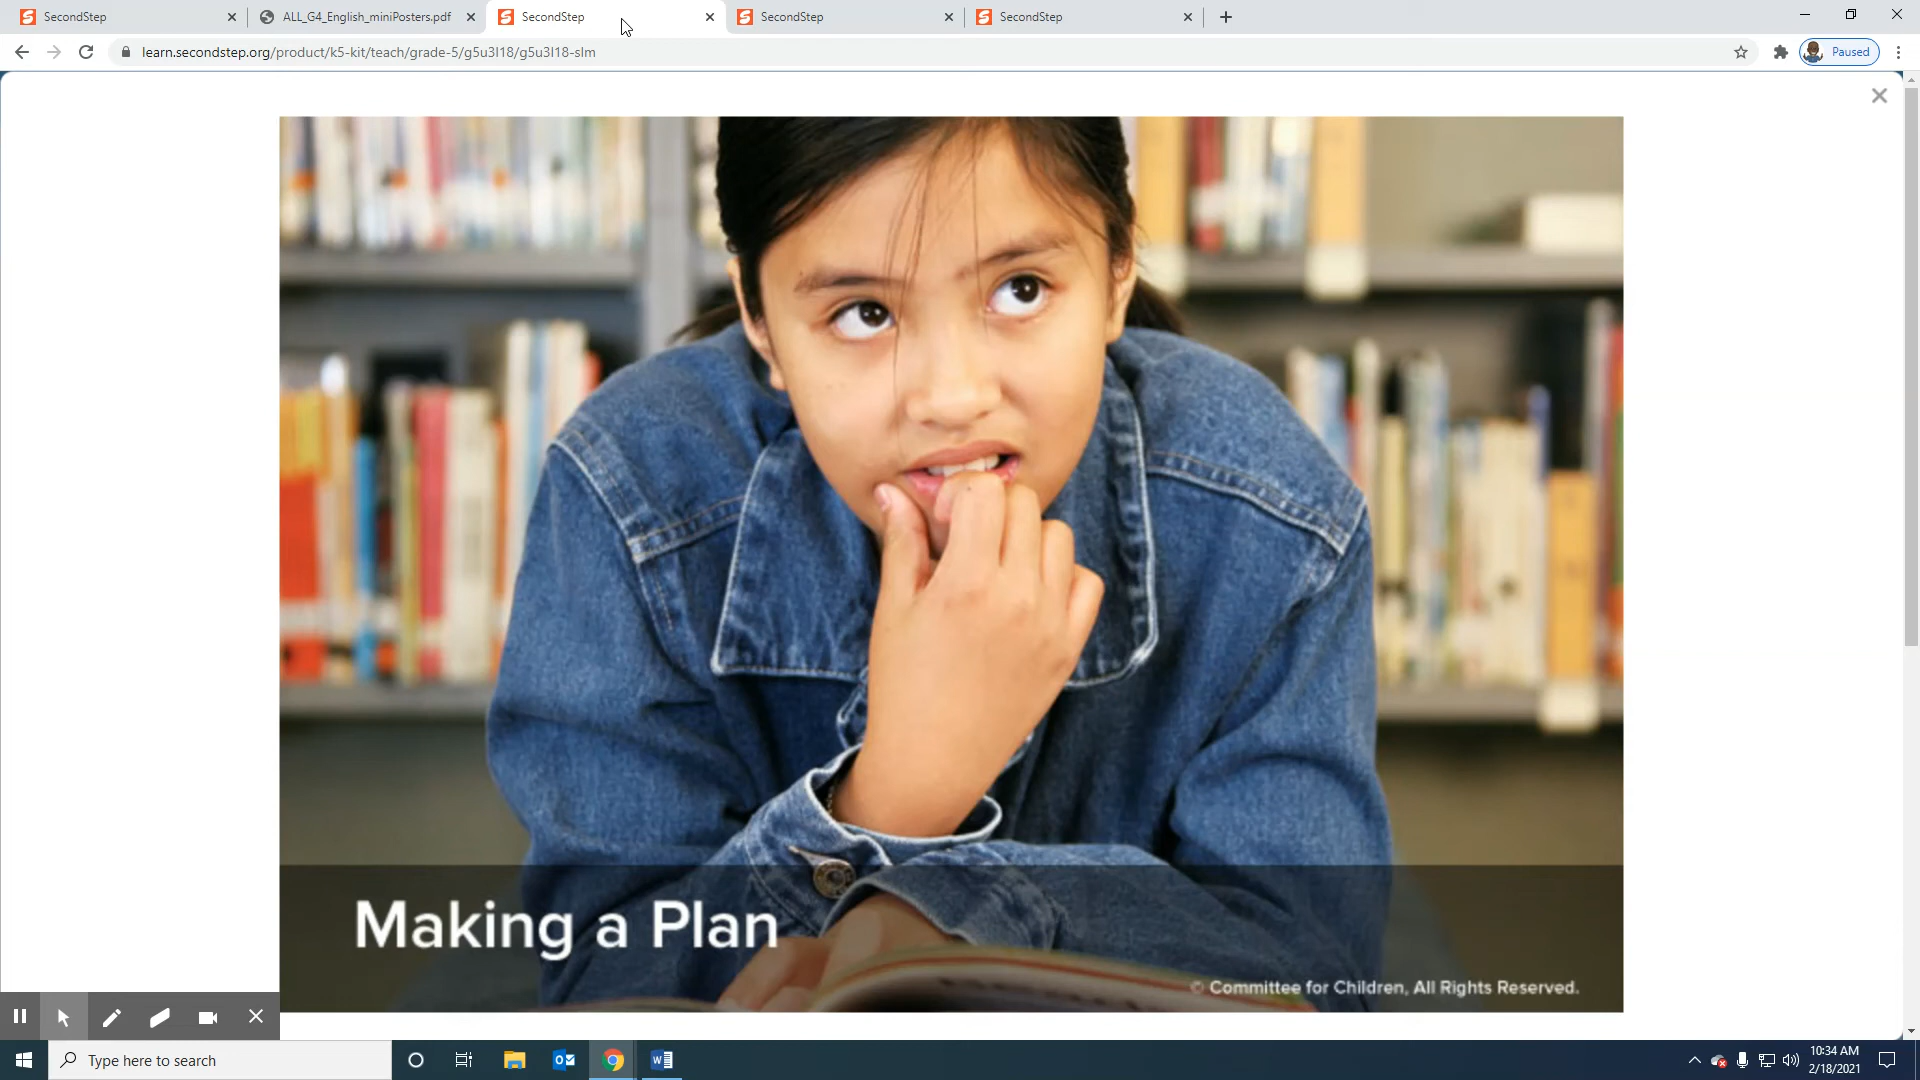 SecondStep
ALL_G4_English_miniPosters.pdf
SecondStep
SecondStep
SecondStep
learn.secondstep.org/product/k5-kit/teach/grade-5/g5u3l18/g5u3l18-slm
Paused
Making a Plan
© Committee for Children, All Rights Reserved.
Type here to search
10:34 AM
2/18/2021